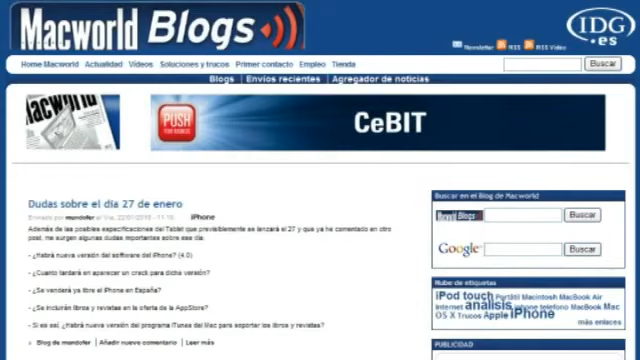 Macworld Blogs
IDG.es
Newsletter RSS RSS Video
Home Macworld Actualidad Vídeos Soluciones y trucos Primer contacto Empleo Tienda
Buscar
Blogs | Envíos recientes | Agregador de noticias
Macworld
PUSH
CeBIT
Dudas sobre el día 27 de enero
Enviado por mundofer el Vie, 22/01/2010 - 11:15. iPhone
Además de las posibles especificaciones del Tablet que previsiblemente se lanzará el 27 y que ya he comentado en otro
post, me surgen algunas dudas importantes sobre ese día:
- ¿Habrá nueva versión del software del iPhone? (4.0)
- ¿Cuanto tardará en aparecer un crack para dicha versión?
- ¿Se venderá ya libre el iPhone en España?
- ¿Se incluirán libros y revistas en la oferta de la AppStore?
- Si es así, ¿habrá nueva versión del programa iTunes del Mac para soportar los libros y revistas?
» Blog de mundofer | Añadir nuevo comentario | Leer más
Buscar en el Blog de Macworld
Macworld Blogs Buscar
Google Buscar
Nube de etiquetas
iPod touch Portátil Macintosh MacBook Air
Internet análisis iphone telefono MacBook Mac
OS X Trucos Apple iPhone
más enlaces
PUBLICIDAD